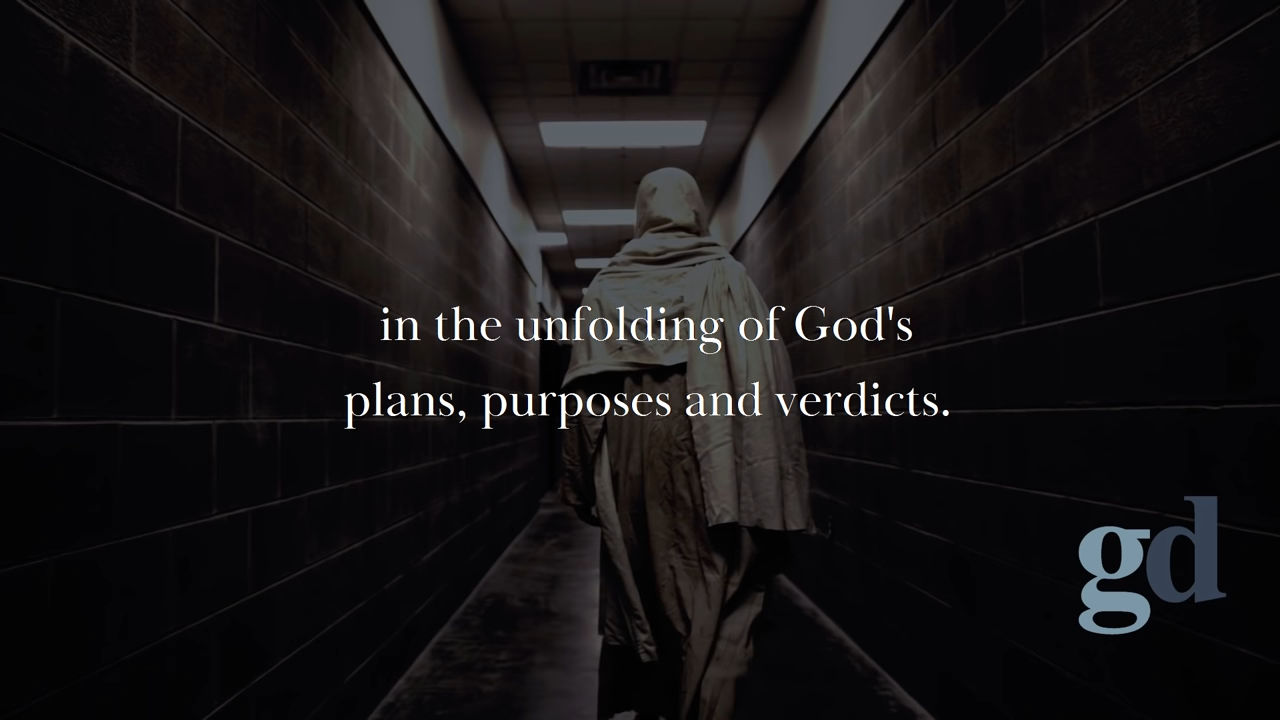 in the unfolding of God's
plans, purposes and verdicts.
gd